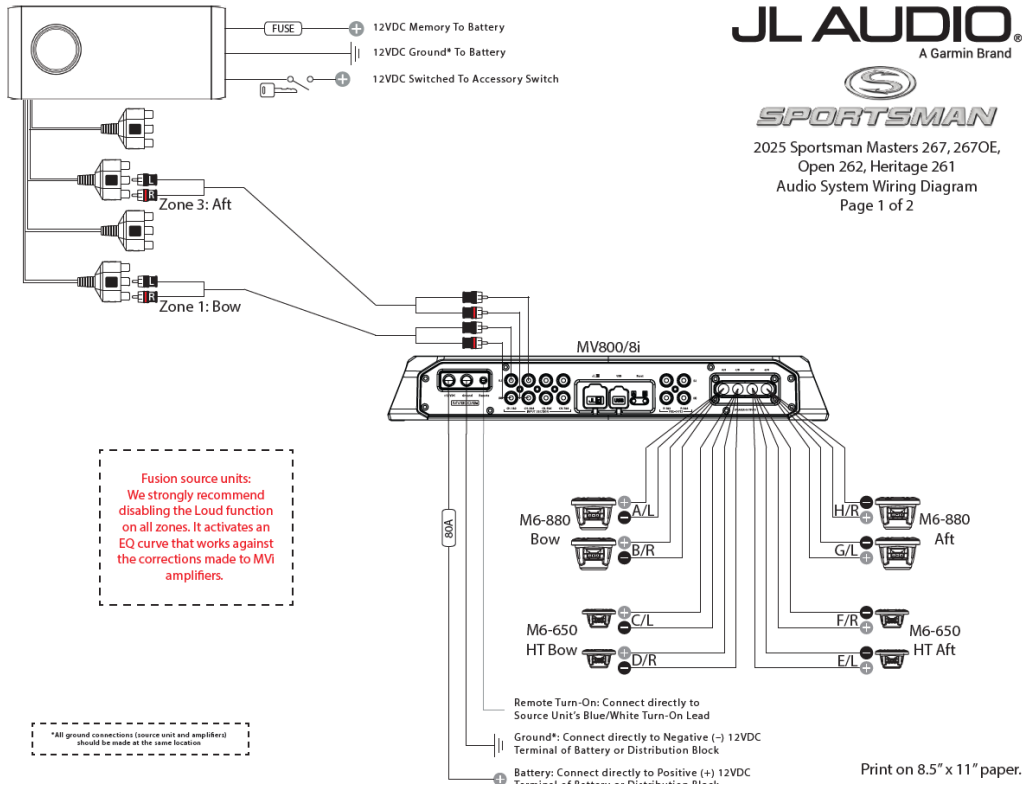 FUSE
12VDC Memory To Battery
12VDC Ground* To Battery
12VDC Switched To Accessory Switch
JL AUDIO®
A Garmin Brand
S
SPORTSMAN
2025 Sportsman Masters 267, 267OE,
Open 262, Heritage 261
Audio System Wiring Diagram
Page 1 of 2
L
R
Zone 3: Aft
L
R
Zone 1: Bow
MV800/8i
Fusion source units:
We strongly recommend
disabling the Loud function
on all zones. It activates an
EQ curve that works against
the corrections made to MVi
amplifiers.
80A
M6-880
Bow
A/L
B/R
H/R
G/L
M6-880
Aft
M6-650
HT Bow
C/L
D/R
F/R
E/L
M6-650
HT Aft
Remote Turn-On: Connect directly to
Source Unit's Blue/White Turn-On Lead
Ground*: Connect directly to Negative (–) 12VDC
Terminal of Battery or Distribution Block
Battery: Connect directly to Positive (+) 12VDC
Terminal of Battery or Distribution Block
*All ground connections (source unit and amplifiers)
should be made at the same location
Print on 8.5" x 11" paper.